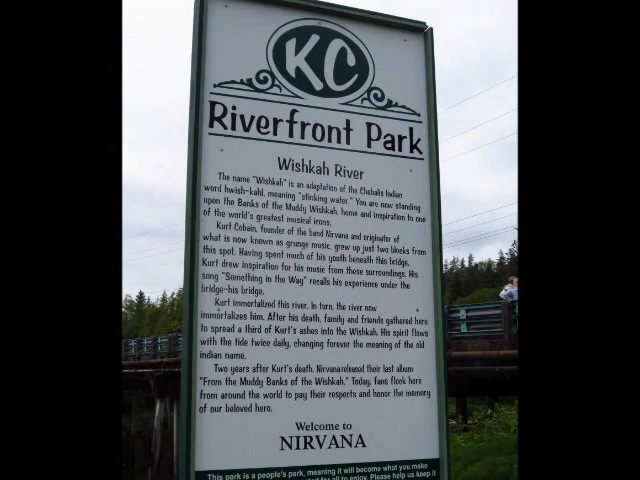 KC
Riverfront Park
Wishkah River
The name "Wishkah" is an adaptation of the Chehalis Indian
word hwish-kahl, meaning "stinking water." You are now standing
upon the Banks of the Muddy Wishkah, home and inspiration to one
of the world's greatest musical icons.
Kurt Cobain, founder of the band Nirvana and originator of
what is now known as grunge music, grew up just two blocks from
this spot. Having spent much of his youth beneath this bridge,
Kurt drew inspiration for his music from these surroundings. His
song "Something in the Way" recalls his experience under the
bridge-his bridge.
Kurt immortalized this river. In turn, the river now
immortalizes him. After his death, family and friends gathered here
to spread a third of Kurt's ashes into the Wishkah. His spirit flows
with the tide twice daily, changing forever the meaning of the old
indian name.
Two years after Kurt's death, Nirvana released their last album
"From the Muddy Banks of the Wishkah." Today, fans flock here
from around the world to pay their respects and honor the memory
of our beloved hero.
Welcome to
NIRVANA
This park is a people's park, meaning it will become what you make
for all to enjoy. Please help us keep it